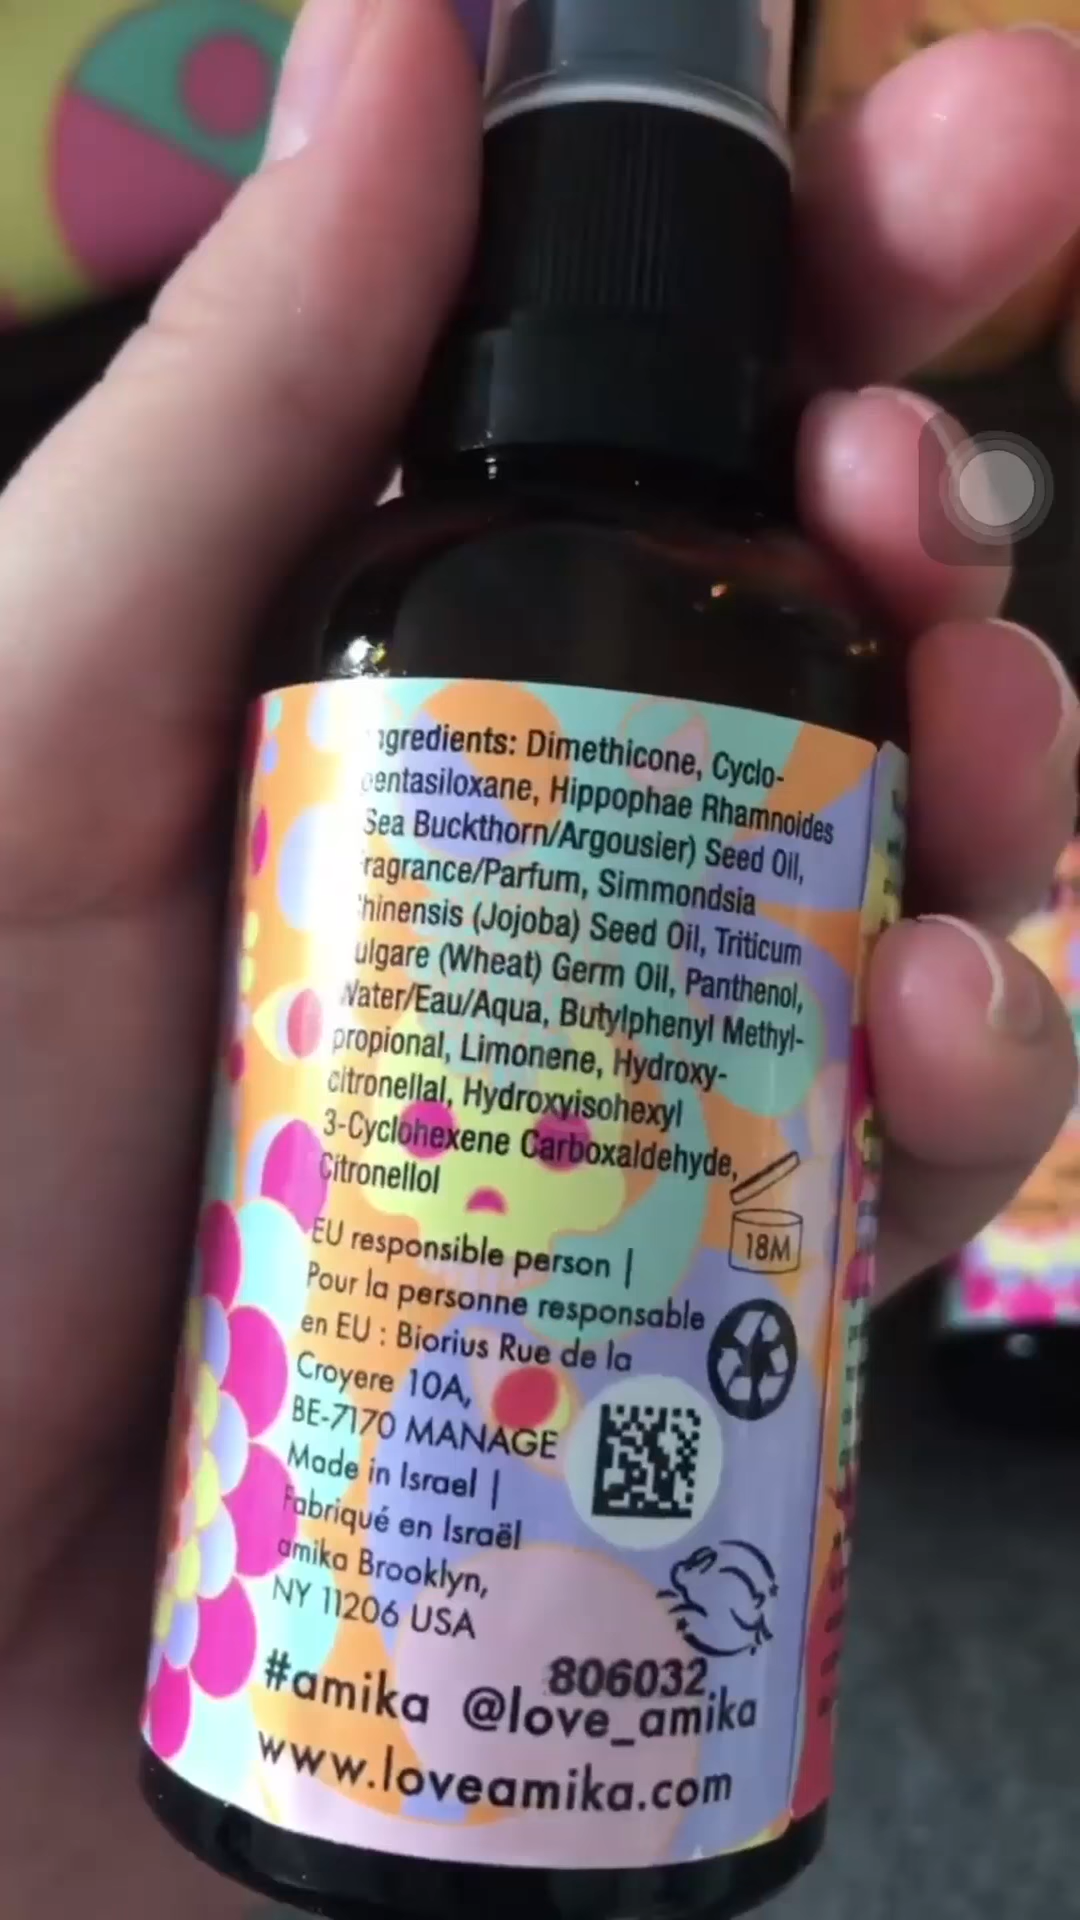 ngredients: Dimethicone, Cyclo-
pentasiloxane, Hippophae Rhamnoides
Sea Buckthorn/Argousier) Seed Oil,
ragrance/Parfum, Simmondsia
hinensis (Jojoba) Seed Oil, Triticum
ulgare (Wheat) Germ Oil, Panthenol,
Water/Eau/Aqua, Butylphenyl Methyl-
propional, Limonene, Hydroxy-
citronellal, Hydroxyisohexyl
3-Cyclohexene Carboxaldehyde,
Citronellol
18M
EU responsible person |
Pour la personne responsable
en EU : Biorius Rue de la
Croyere 10A,
BE-7170 MANAGE
Made in Israel |
Fabriqué en Israël
amika Brooklyn,
NY 11206 USA
806032
#amika @love_amika
www.loveamika.com